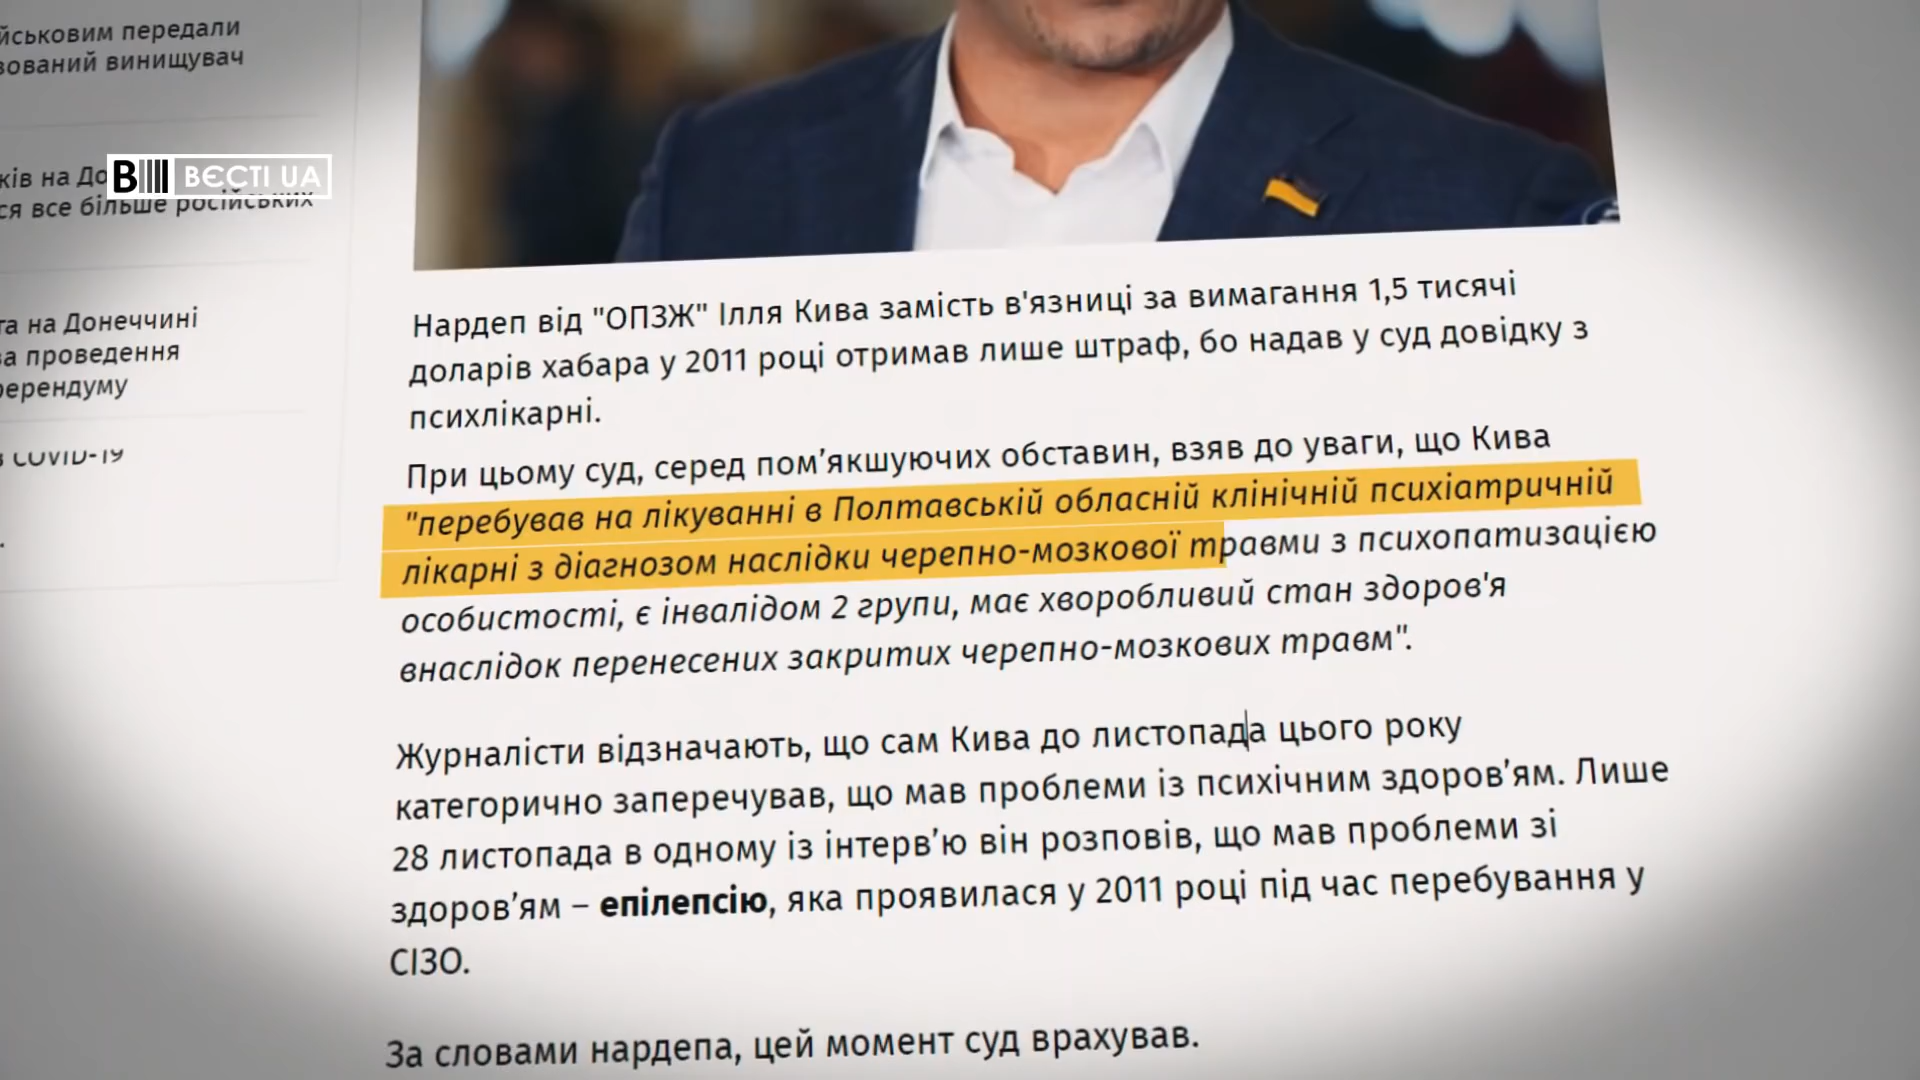 йськовим передали
зований винищувач
ків на До
ся все більше російських
В ВЄСТІ UA
та на Донеччині
ва проведення
ферендуму
COVID-19
Нардеп від "ОПЗЖ" Ілля Кива замість в'язниці за вимагання 1,5 тисячі
доларів хабара у 2011 році отримав лише штраф, бо надав у суд довідку з
психлікарні.
При цьому суд, серед пом’якшуючих обставин, взяв до уваги, що Кива
"перебував на лікуванні в Полтавській обласній клінічній психіатричній
лікарні з діагнозом наслідки черепно-мозкової травми з психопатизацією
особистості, є інвалідом 2 групи, має хворобливий стан здоров'я
внаслідок перенесених закритих черепно-мозкових травм".
Журналісти відзначають, що сам Кива до листопада цього року
категорично заперечував, що мав проблеми із психічним здоров’ям. Лише
28 листопада в одному із інтерв’ю він розповів, що мав проблеми зі
здоров’ям – епілепсію, яка проявилася у 2011 році під час перебування у
СІЗО.
За словами нардепа, цей момент суд врахував.